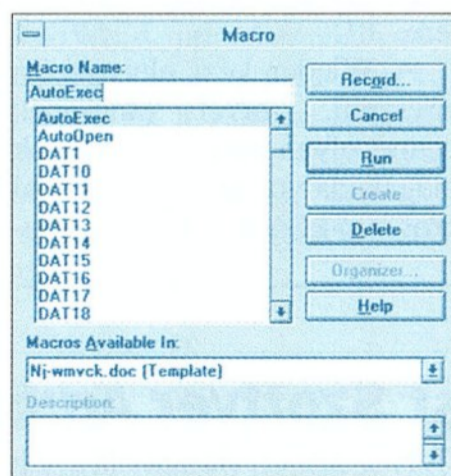 Macro
Macro Name:
AutoExec
AutoExec
AutoOpen
DAT1
DAT10
DAT11
DAT12
DAT13
DAT14
DAT15
DAT16
DAT17
DAT18
Record...
Cancel
Run
Create
Delete
Organizer...
Help
Macros Available In:
Nj-wmvck.doc (Template)
Description: